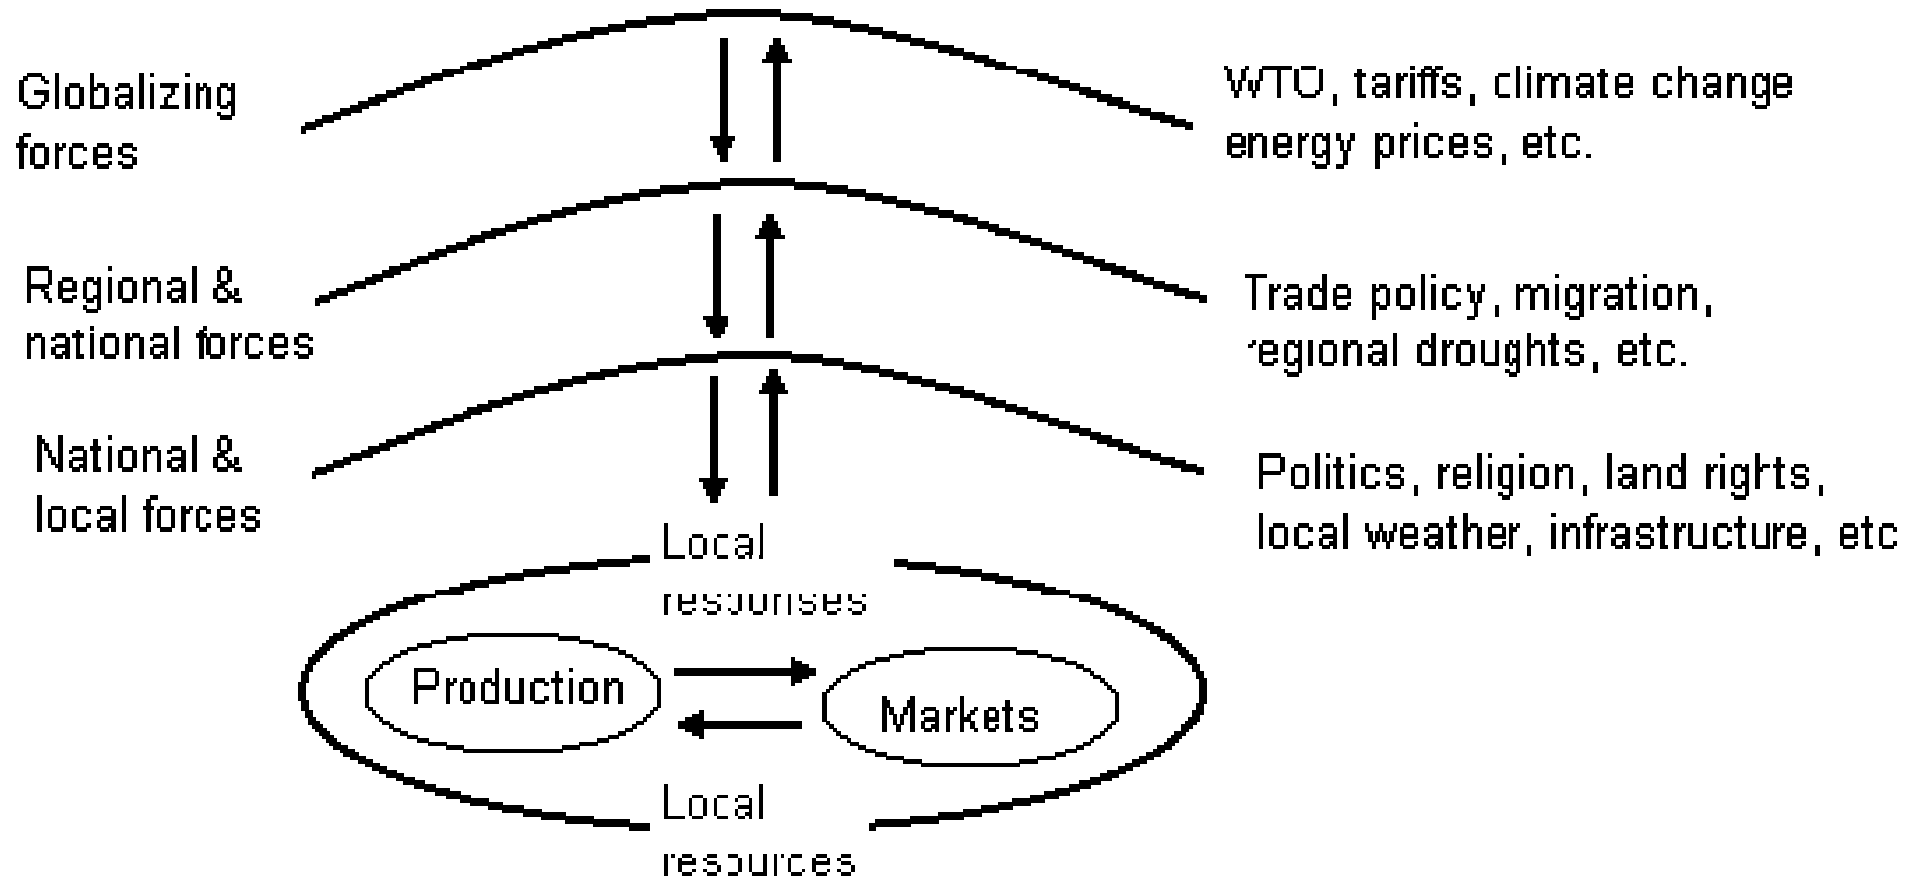 Globalizing
forces
WTO, tariffs, climate change
energy prices, etc.
Regional &
national forces
Trade policy, migration,
regional droughts, etc.
National &
local forces
Politics, religion, land rights,
local weather, infrastructure, etc
Local
responses
Production
Markets
Local
resources